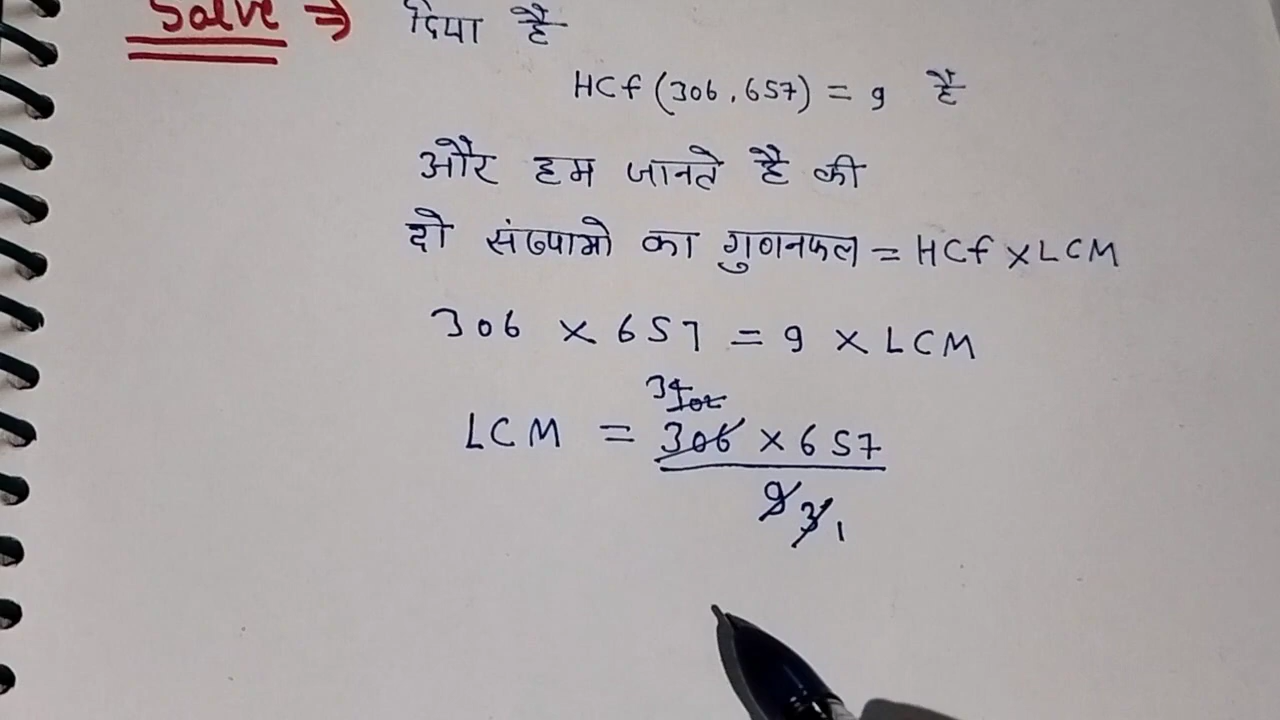 Solve ⇒ दिया है
HCf (306, 657) = 9 है
और हम जानते है की
दो संख्याओ का गुणनफल = HCf × LCM
306 × 657 = 9 × LCM
34 102
LCM = 306 × 657
9 3 1